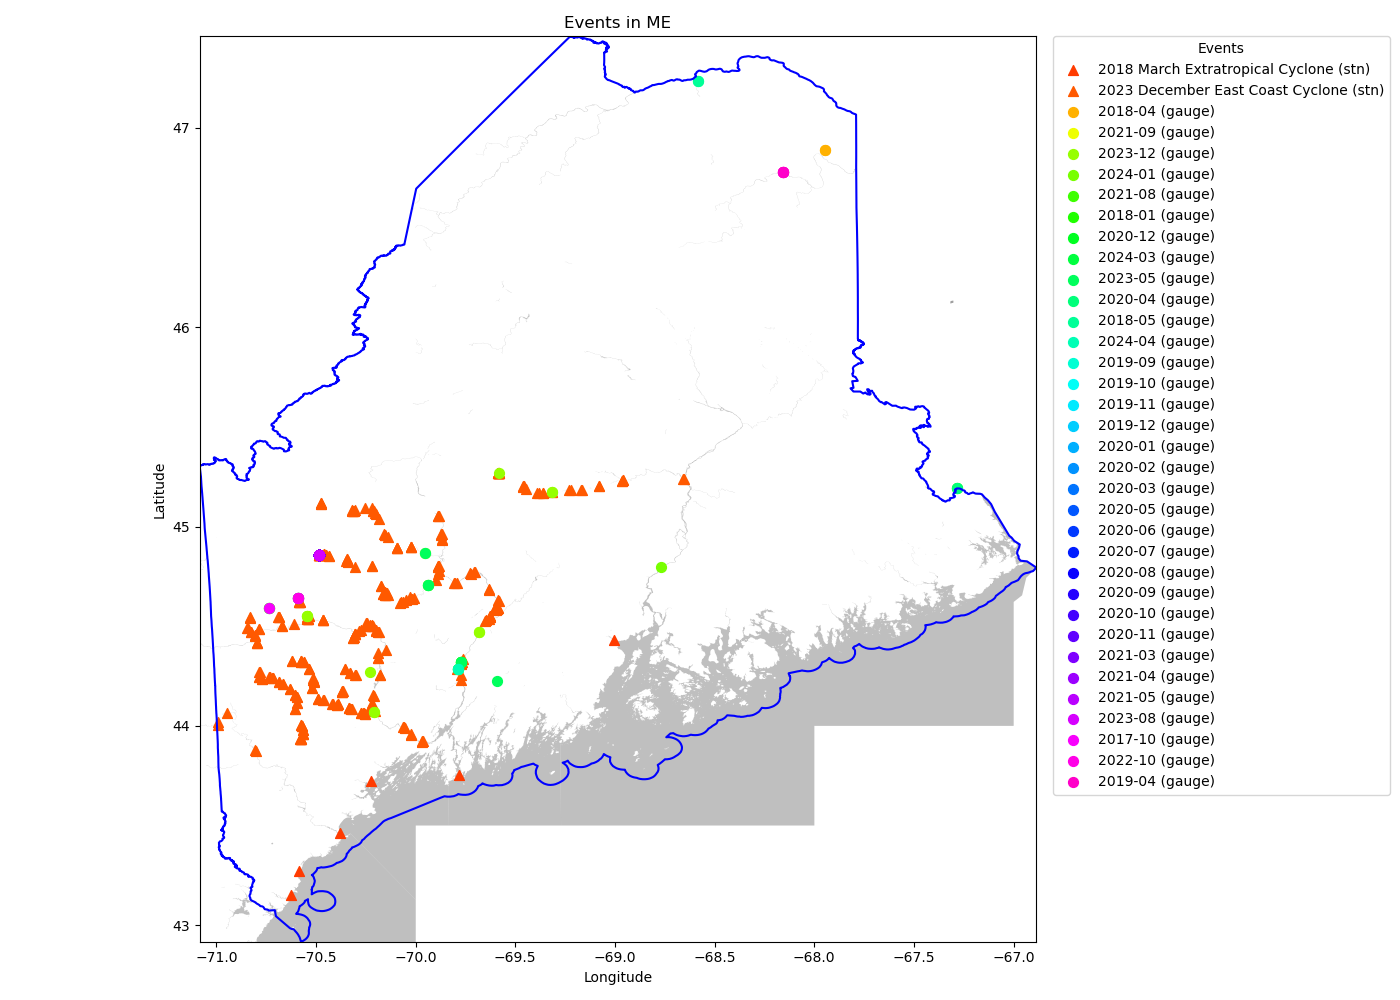 Events in ME
Events
2018 March Extratropical Cyclone (stn)
2023 December East Coast Cyclone (stn)
2018-04 (gauge)
2021-09 (gauge)
2023-12 (gauge)
2024-01 (gauge)
2021-08 (gauge)
2018-01 (gauge)
2020-12 (gauge)
2024-03 (gauge)
2023-05 (gauge)
2020-04 (gauge)
2018-05 (gauge)
2024-04 (gauge)
2019-09 (gauge)
2019-10 (gauge)
2019-11 (gauge)
2019-12 (gauge)
2020-01 (gauge)
2020-02 (gauge)
2020-03 (gauge)
2020-05 (gauge)
2020-06 (gauge)
2020-07 (gauge)
2020-08 (gauge)
2020-09 (gauge)
2020-10 (gauge)
2020-11 (gauge)
2021-03 (gauge)
2021-04 (gauge)
2021-05 (gauge)
2023-08 (gauge)
2017-10 (gauge)
2022-10 (gauge)
2019-04 (gauge)
47
46
45
44
43
Latitude
−71.0 −70.5 −70.0 −69.5 −69.0 −68.5 −68.0 −67.5 −67.0
Longitude